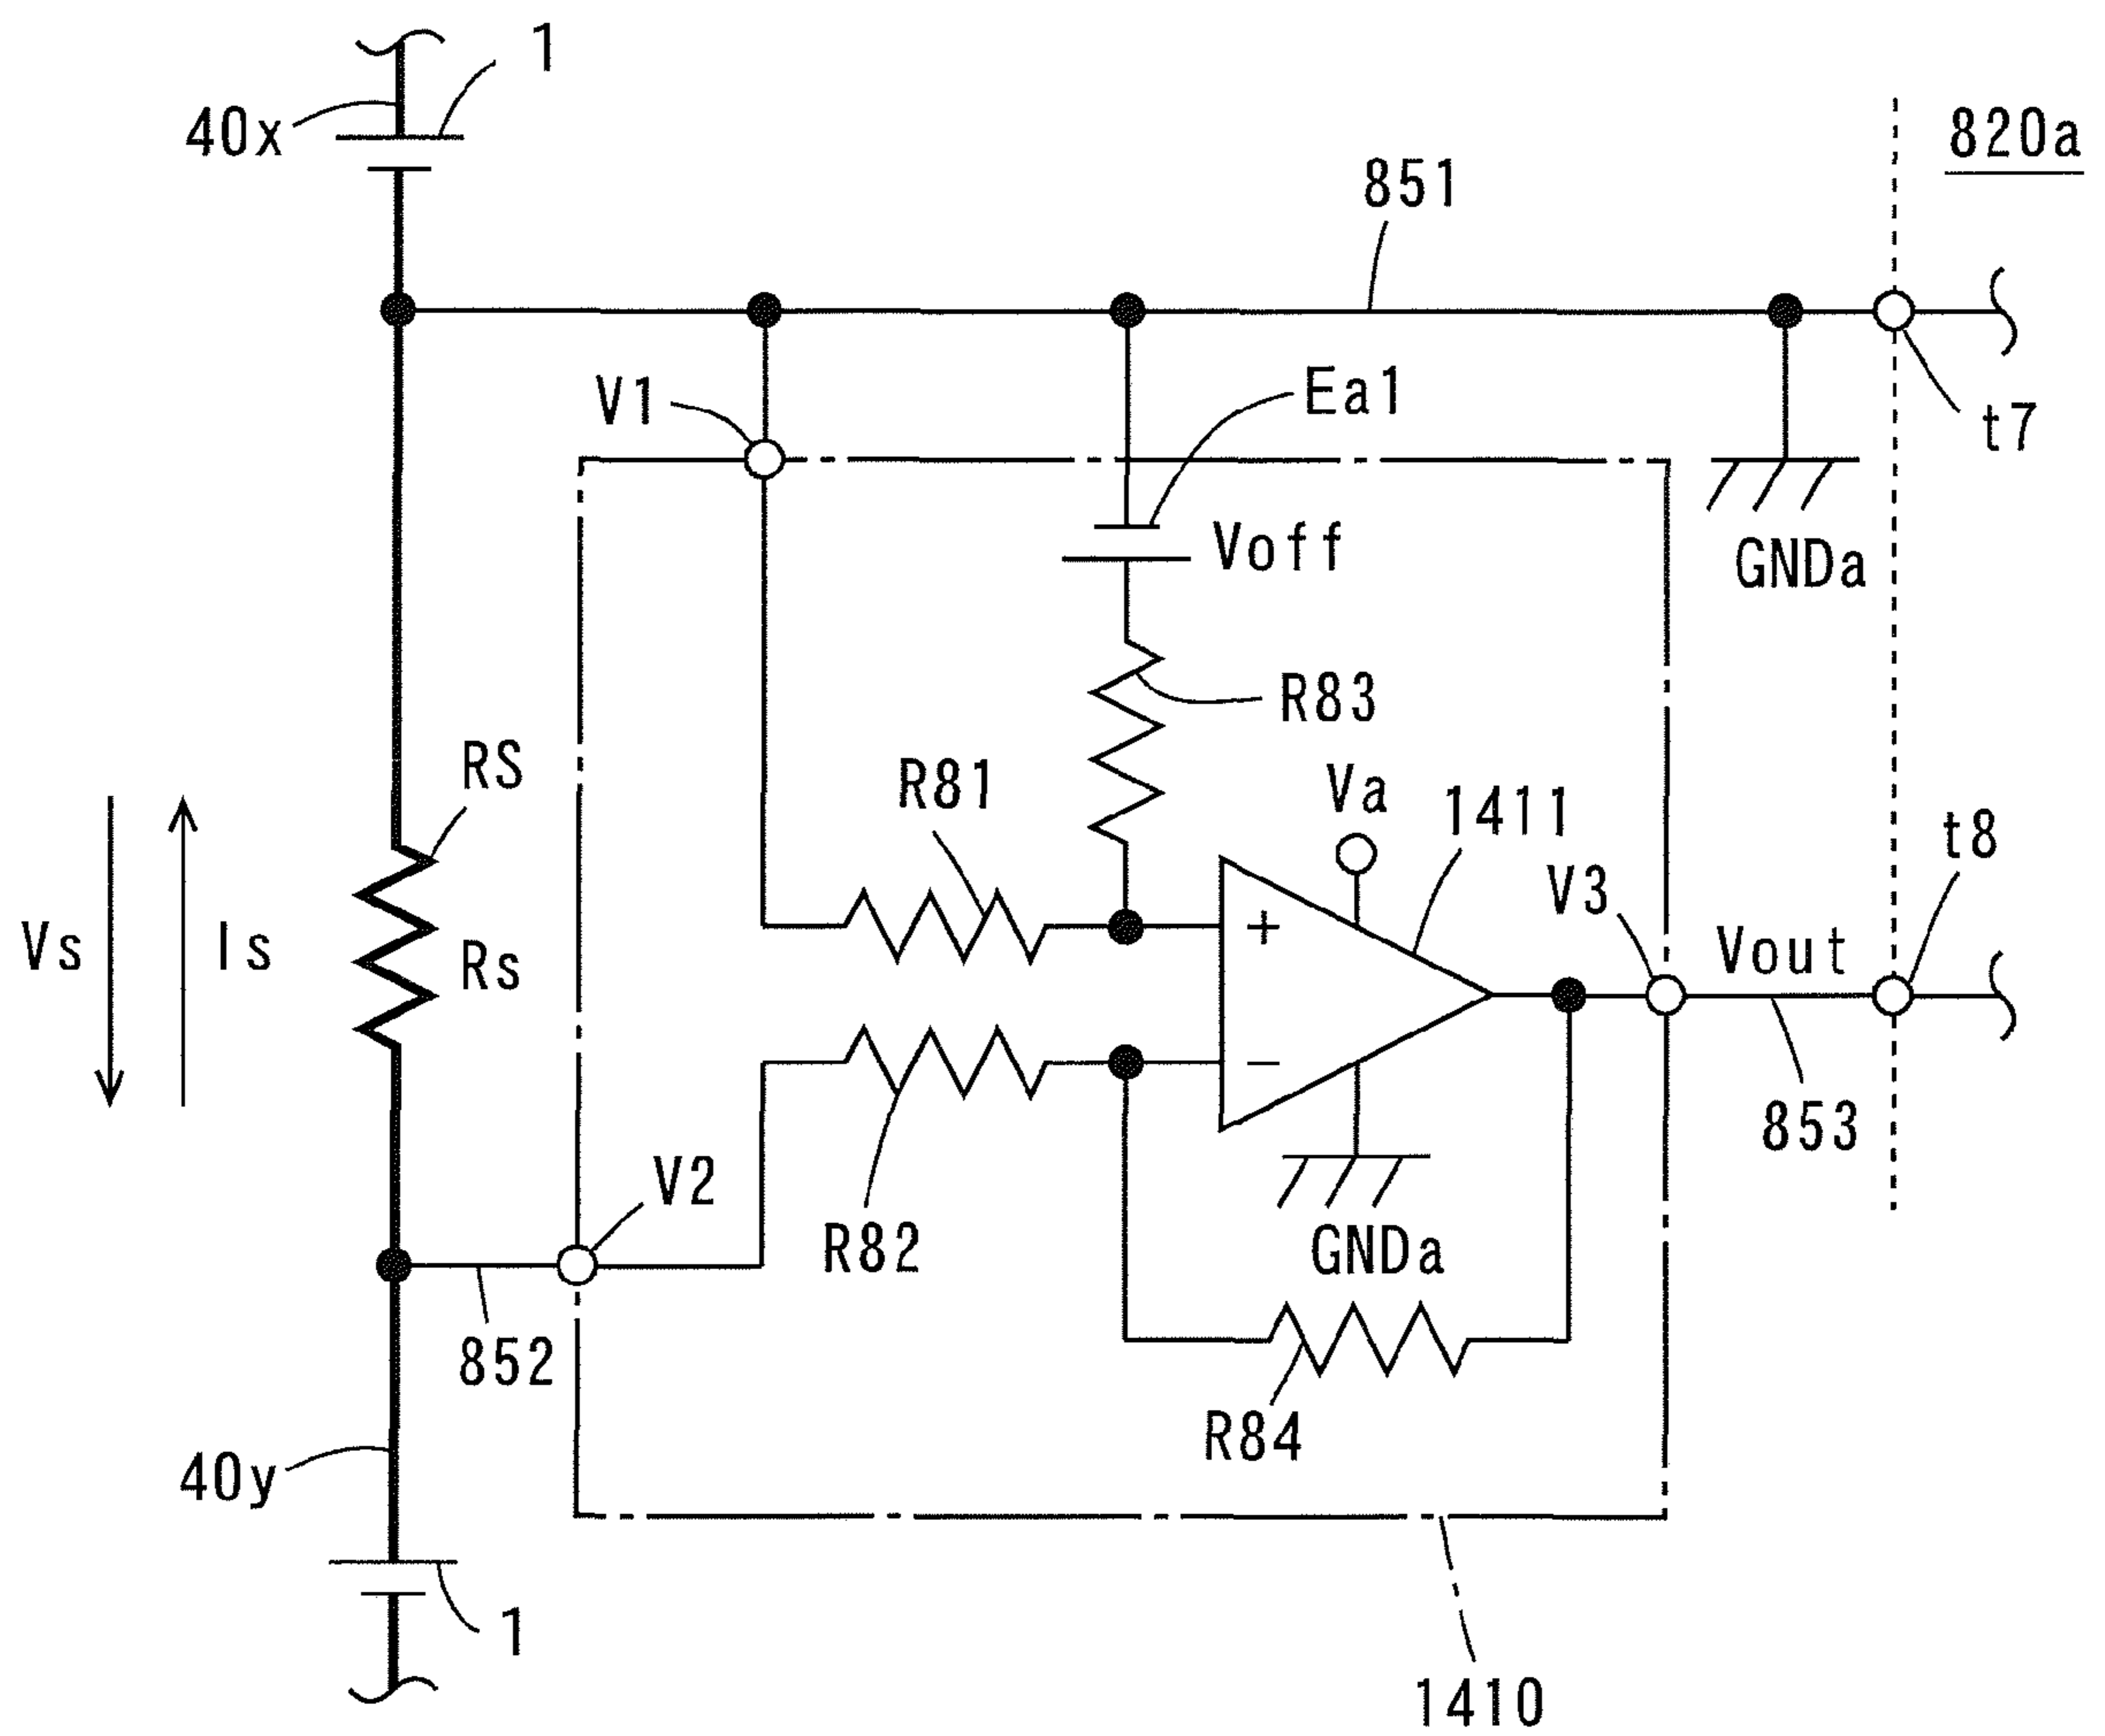 1
40x
820a
851
V1
Ea1
t7
Voff
GNDa
R83
RS
R81
Va
1411
t8
V3
Vs
Is
Rs
Vout
+
−
853
V2
R82
GNDa
852
R84
40y
1
1410